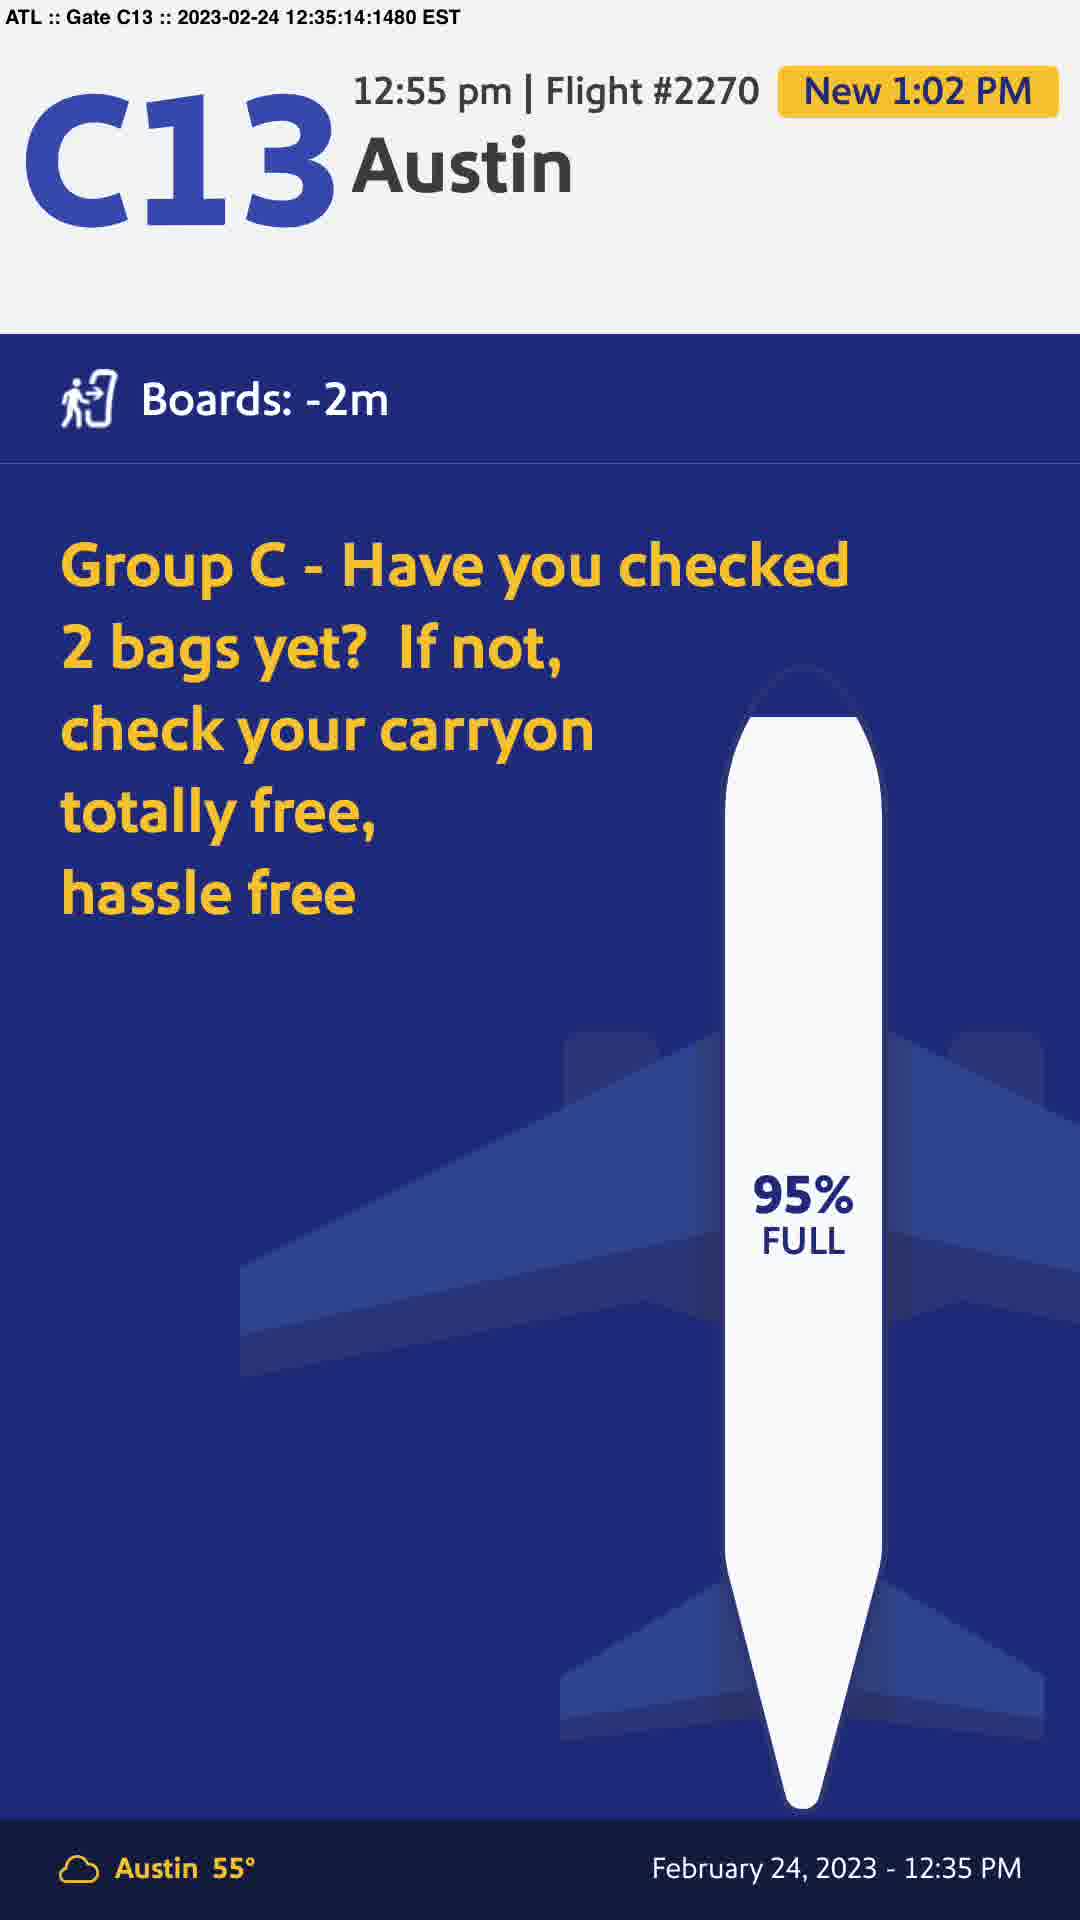 ATL :: Gate C13 :: 2023-02-24 12:35:14:1480 EST
C13
12:55 pm | Flight #2270
New 1:02 PM
Austin
Boards: -2m
Group C - Have you checked
2 bags yet?  If not,
check your carryon
totally free,
hassle free
95%
FULL
Austin 55°
February 24, 2023 - 12:35 PM